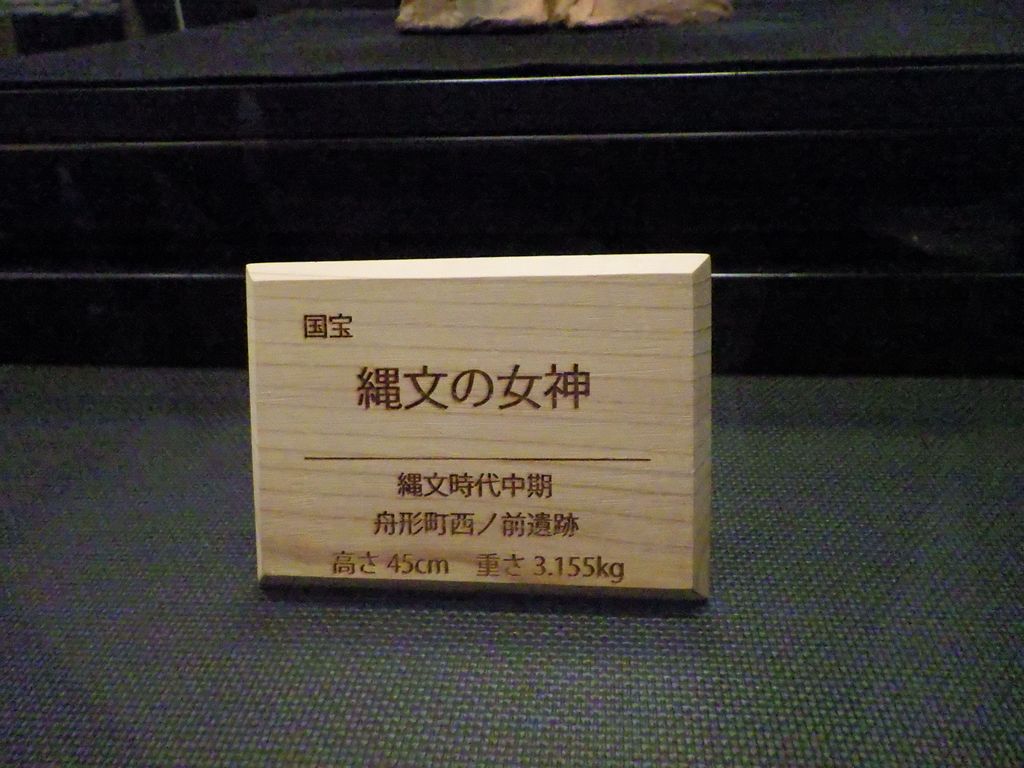 国宝
縄文の女神
縄文時代中期
舟形町西ノ前遺跡
高さ 45cm　重さ 3.155kg